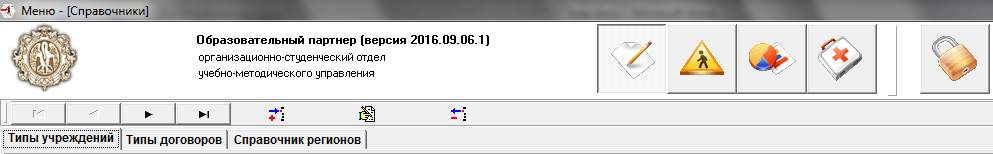 Меню - [Справочники]
Образовательный партнер (версия 2016.09.06.1)
организационно-студенческий отдел
учебно-методического управления
Типы учреждений Типы договоров Справочник регионов